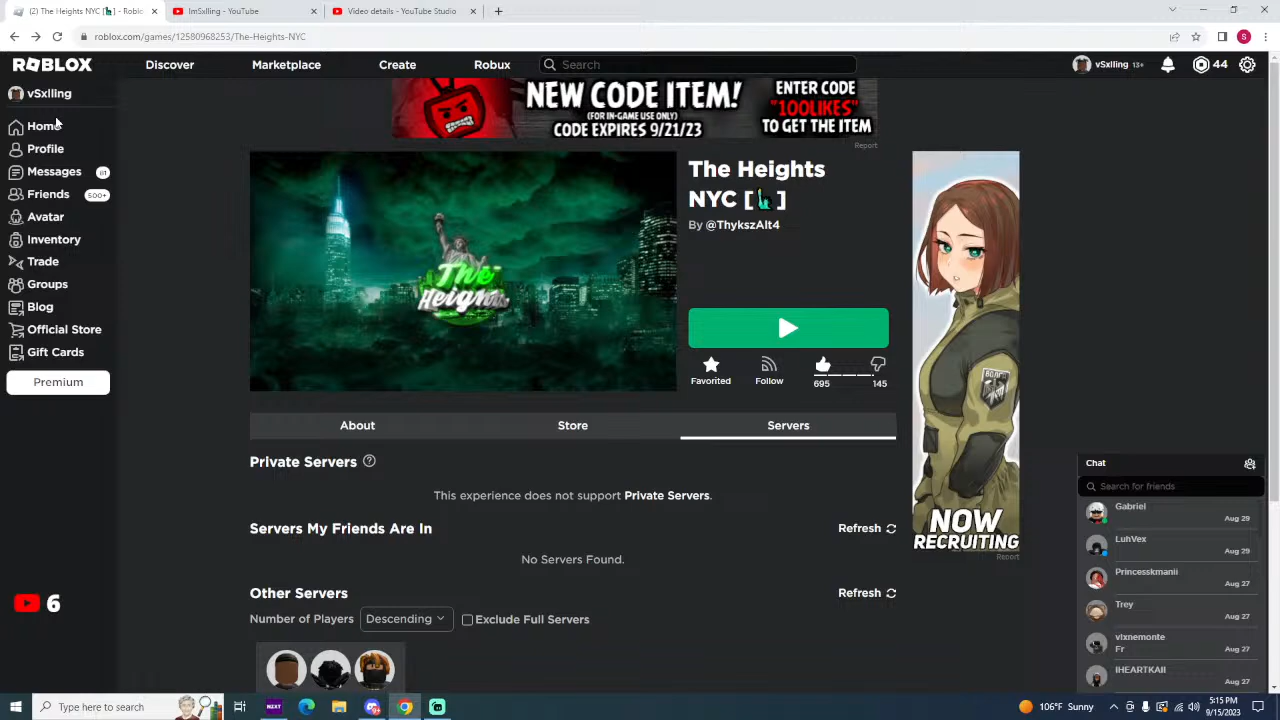 (2) The Heights NYC [🗽] - Roblo
ImSxlling - YouTube
Video details - YouTube Studio
roblox.com/games/12580968253/The-Heights-NYC
S
ROBLOX
Discover
Marketplace
Create
Robux
Search
vSxlling 13+
44
vSxlling
Home
Profile
Messages
81
Friends
500+
Avatar
Inventory
Trade
Groups
Blog
Official Store
Gift Cards
Premium
NEW CODE ITEM!
(FOR IN-GAME USE ONLY)
CODE EXPIRES 9/21/23
ENTER CODE
"100LIKES"
TO GET THE ITEM
Report
The Heights
The Heights
NYC [🗽]
By @ThykszAlt4
Favorited
Follow
695
145
NOW
RECRUITING
Report
About
Store
Servers
Private Servers
This experience does not support Private Servers.
Servers My Friends Are In
Refresh
No Servers Found.
Other Servers
Refresh
Number of Players
Descending
Exclude Full Servers
Chat
Search for friends
Gabriel
Aug 29
LuhVex
Aug 29
Princesskmanii
Aug 27
Trey
Aug 27
vixnemonte
Fr
Aug 27
IHEARTKAII
Aug 27
6
Type here to search
NZXT
106°F Sunny
5:15 PM
9/15/2023